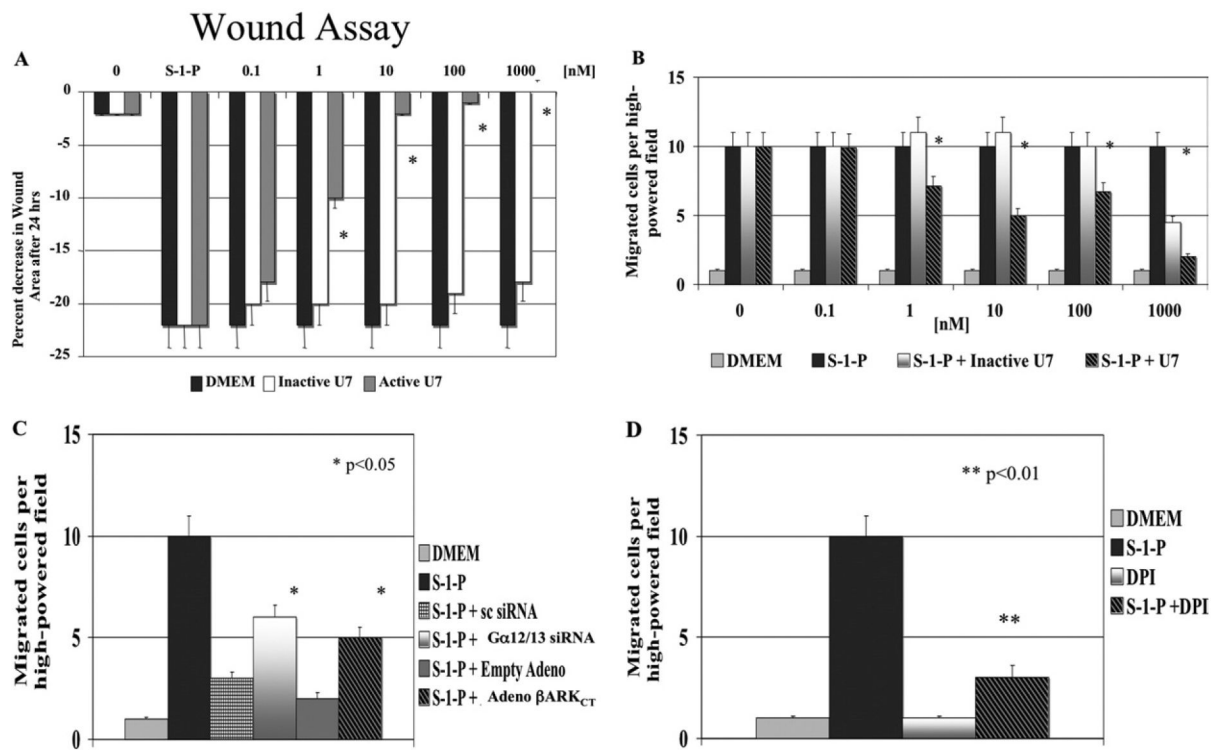 Wound Assay
A
0 S-1-P 0.1 1 10 100 1000 [nM]
0
-5
-10
-15
-20
-25
Percent decrease in Wound
Area after 24 hrs
* * * *
DMEM Inactive U7 Active U7
B
15
10
5
0
Migrated cells per high-
powered field
* * * *
0 0.1 1 10 100 1000
[nM]
DMEM S-1-P S-1-P + Inactive U7 S-1-P + U7
C
15
10
5
0
Migrated cells per
high-powered field
* p<0.05
* *
DMEM
S-1-P
S-1-P + sc siRNA
S-1-P + Gα12/13 siRNA
S-1-P + Empty Adeno
S-1-P + Adeno βARKCT
D
15
10
5
0
Migrated cells per
high-powered field
** p<0.01
**
DMEM
S-1-P
DPI
S-1-P +DPI